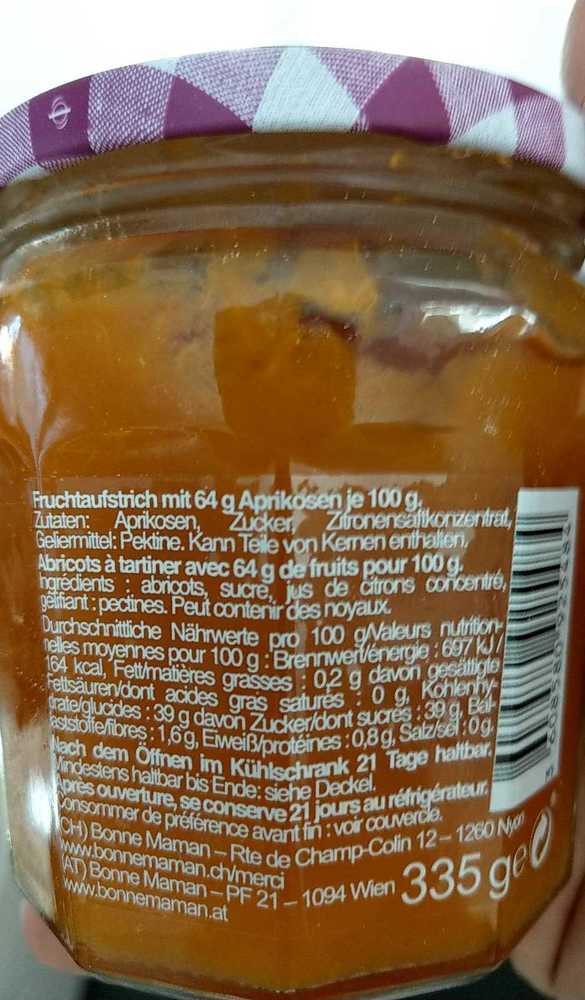 Fruchtaufstrich mit 64 g Aprikosen je 100 g.
Zutaten: Aprikosen, Zucker, Zitronensaftkonzentrat,
Geliermittel: Pektine. Kann Teile von Kernen enthalten.
Abricots à tartiner avec 64 g de fruits pour 100 g.
Ingrédients : abricots, sucre, jus de citrons concentré,
gélifiant : pectines. Peut contenir des noyaux.
Durchschnittliche Nährwerte pro 100 g/Valeurs nutrition-
nelles moyennes pour 100 g : Brennwert/énergie : 697 kJ /
164 kcal, Fett/matières grasses : 0,2 g davon gesättigte
Fettsäuren/dont acides gras saturés : 0 g, Kohlenhy-
drate/glucides : 39 g davon Zucker/dont sucres : 39 g, Bal-
laststoffe/fibres : 1,6 g, Eiweiß/protéines : 0,8 g, Salz/sel : 0 g.
Nach dem Öffnen im Kühlschrank 21 Tage haltbar.
Mindestens haltbar bis Ende: siehe Deckel.
Après ouverture, se conserve 21 jours au réfrigérateur.
Consommer de préférence avant fin : voir couvercle.
(CH) Bonne Maman – Rte de Champ-Colin 12 – 1260 Nyon
www.bonnemaman.ch/merci
(AT) Bonne Maman – PF 21 – 1094 Wien
www.bonnemaman.at
335 g e